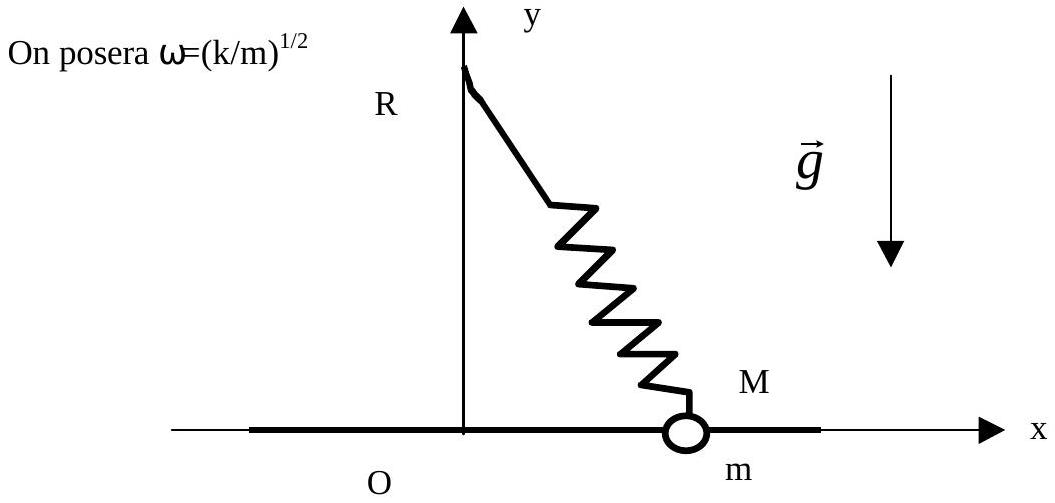 y
On posera ω=(k/m)^1/2
R
g⃗
M
x
m
O